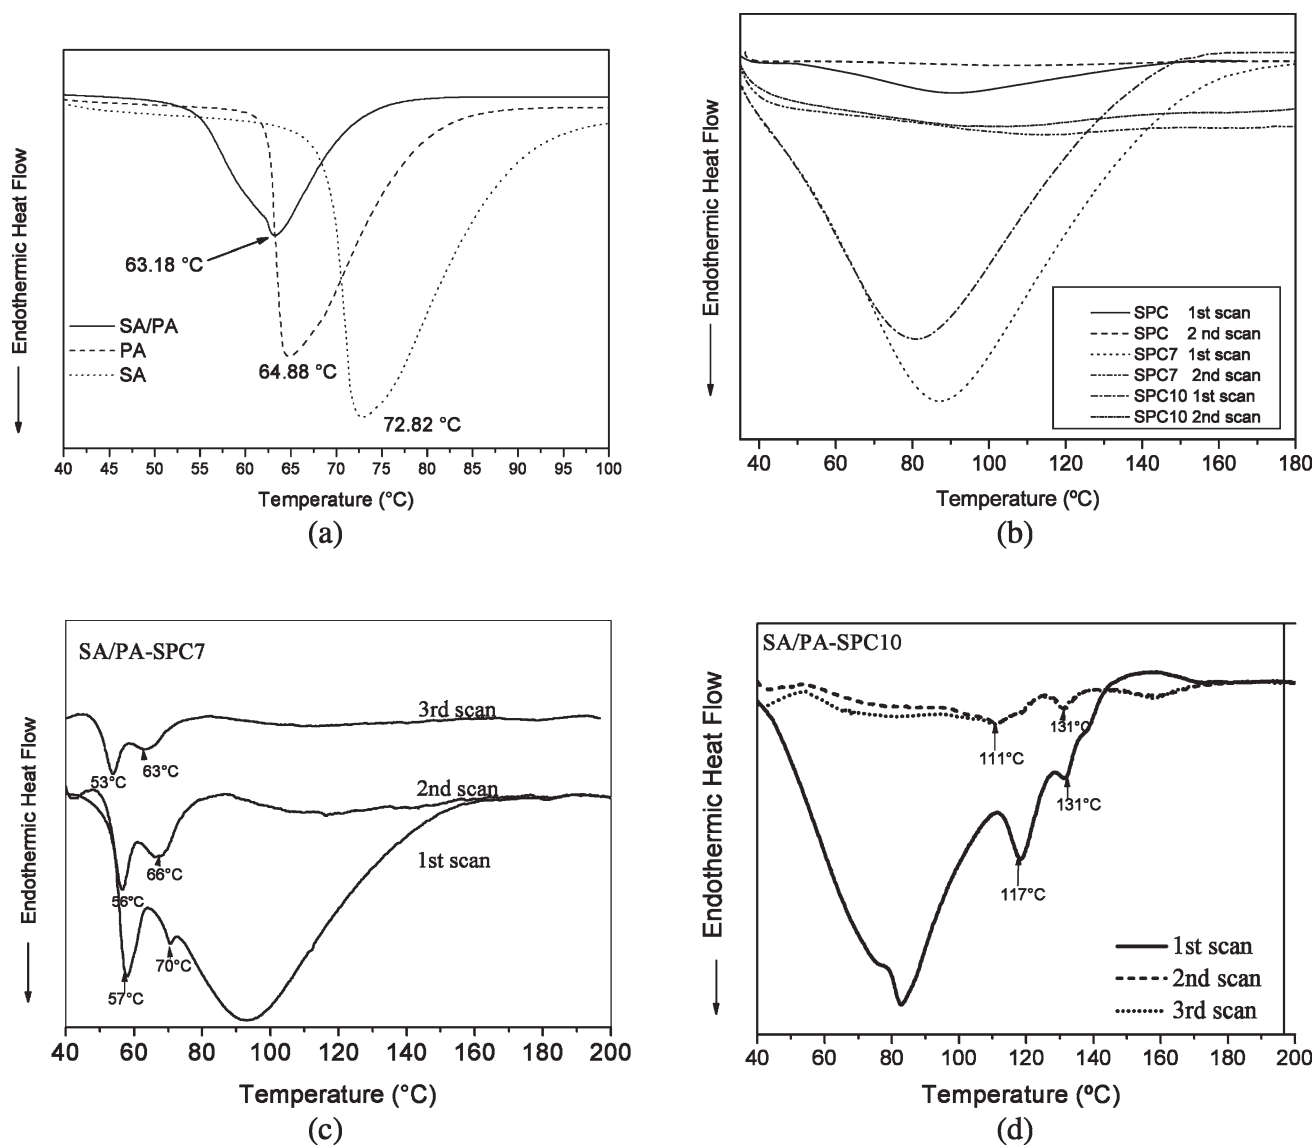 Endothermic Heat Flow
63.18 °C
SA/PA
PA
SA
64.88 °C
72.82 °C
40 45 50 55 60 65 70 75 80 85 90 95 100
Temperature (°C)
(a)
Endothermic Heat Flow
SPC 1st scan
SPC 2 nd scan
SPC7 1st scan
SPC7 2nd scan
SPC10 1st scan
SPC10 2nd scan
40 60 80 100 120 140 160 180
Temperature (ºC)
(b)
Endothermic Heat Flow
SA/PA-SPC7
3rd scan
53°C
63°C
2nd scan
1st scan
66°C
56°C
70°C
57°C
40 60 80 100 120 140 160 180 200
Temperature (°C)
(c)
Endothermic Heat Flow
SA/PA-SPC10
131°C
111°C
131°C
117°C
1st scan
2nd scan
3rd scan
40 60 80 100 120 140 160 180 200
Temperature (ºC)
(d)